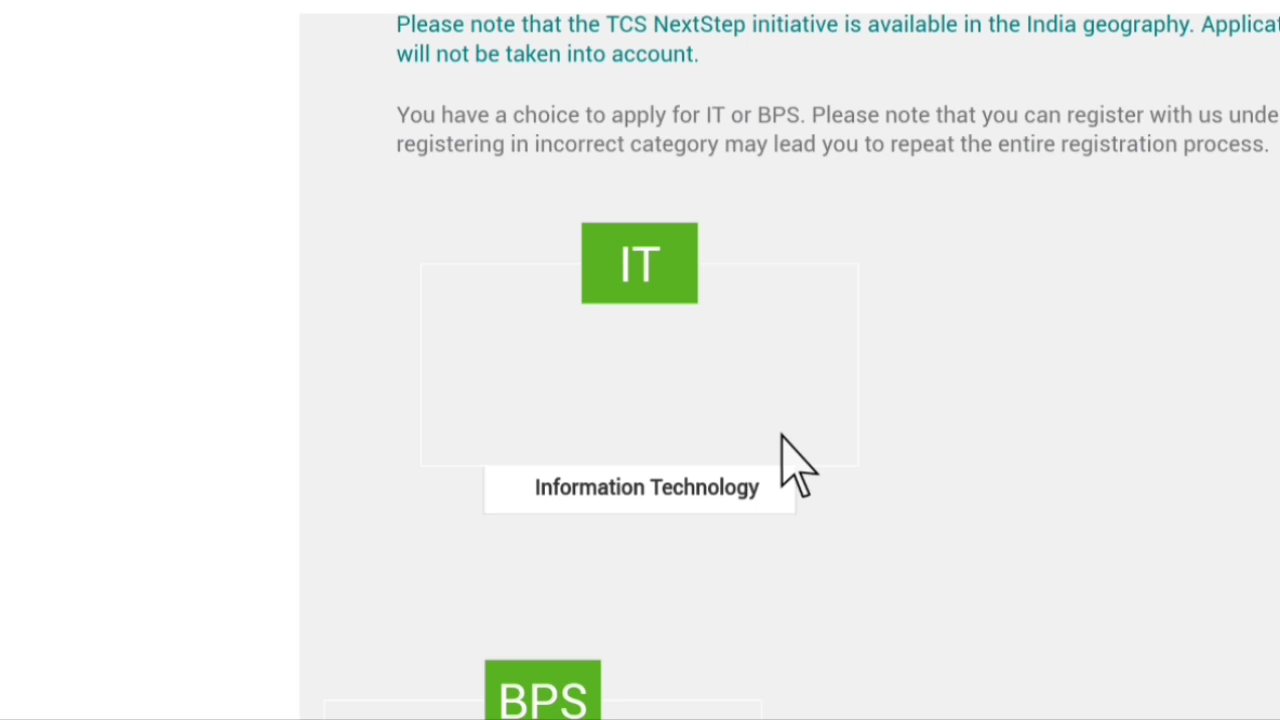 Please note that the TCS NextStep initiative is available in the India geography.
will not be taken into account.
You have a choice to apply for IT or BPS. Please note that you can register with us
registering in incorrect category may lead you to repeat the entire registration process.
IT
Information Technology
BPS